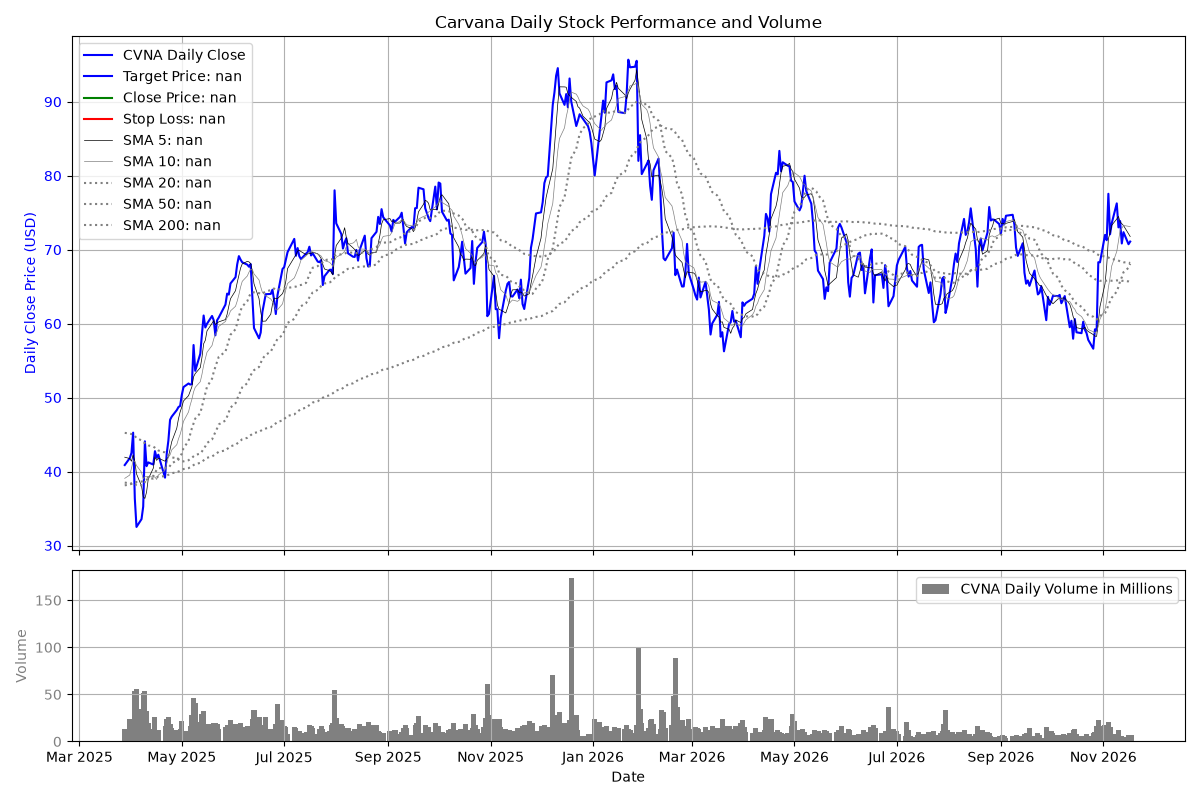 Carvana Daily Stock Performance and Volume
CVNA Daily Close
Target Price: nan
Close Price: nan
Stop Loss: nan
SMA 5: nan
SMA 10: nan
SMA 20: nan
SMA 50: nan
SMA 200: nan
Daily Close Price (USD)
90
80
70
60
50
40
30
CVNA Daily Volume in Millions
Volume
150
100
50
0
Mar 2025 May 2025 Jul 2025 Sep 2025 Nov 2025 Jan 2026 Mar 2026 May 2026 Jul 2026 Sep 2026 Nov 2026
Date